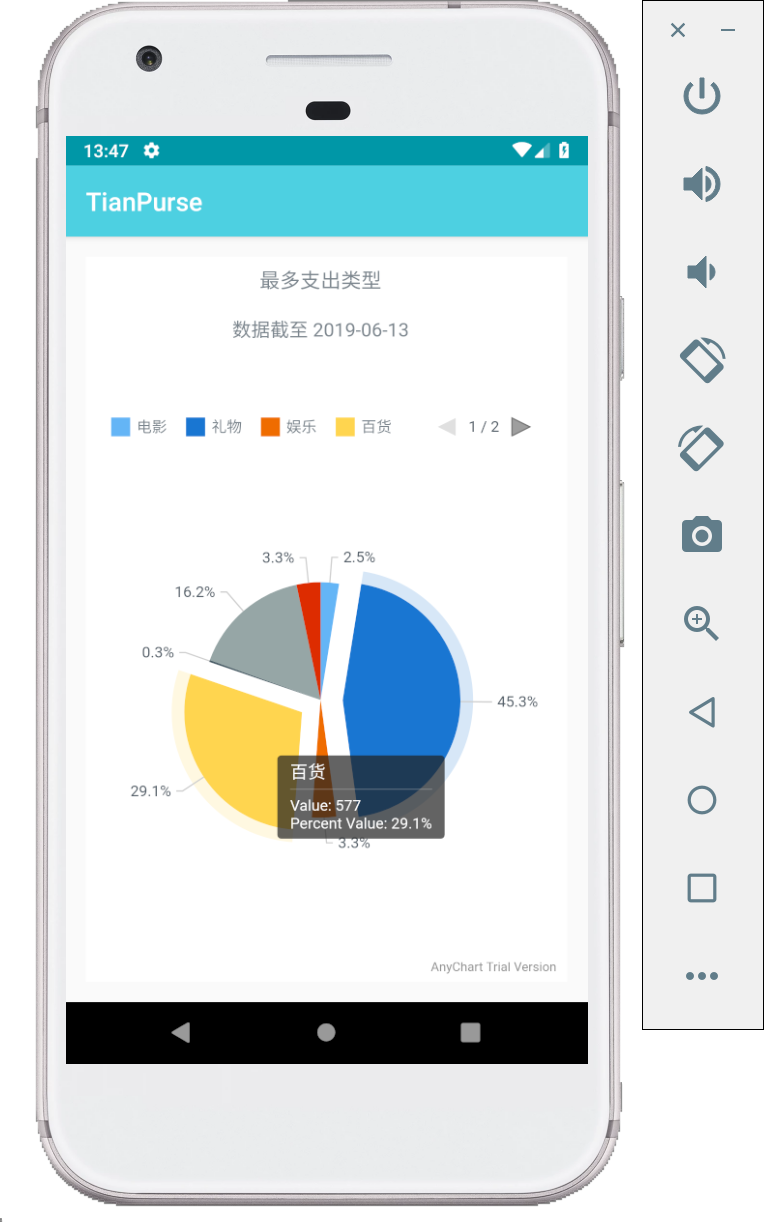 13:47
TianPurse
最多支出类型
数据截至 2019-06-13
电影 礼物 娱乐 百货 1 / 2
3.3% 2.5%
16.2%
0.3%
45.3%
29.1%
百货
Value: 577
Percent Value: 29.1%
3.3%
AnyChart Trial Version